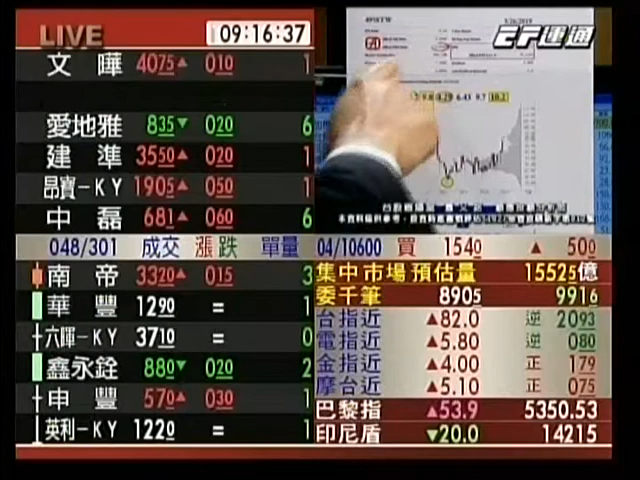 LIVE 09:16:37
文曄 4075▲ 010 1
愛地雅 835▼ 020 6
建準 3550▲ 020 1
昂寶-KY 1905▲ 050 1
中磊 681▲ 060 6
048/301 成交 漲跌 單量
南帝 3320▲ 015 3
華豐 1290 = 1
六暉-KY 3710 = 0
鑫永銓 880▼ 020 2
申豐 570▲ 030 1
英利-KY 1220 = 1
04/10600 買 1540 ▲ 500
集中市場預估量 15525億
委千筆 8905 9916
台指近 ▲82.0 逆 2093
電指近 ▲5.80 逆 080
金指近 ▲4.00 正 179
摩台近 ▲5.10 正 075
巴黎指 ▲53.9 5350.53
印尼盾 ▼20.0 14215